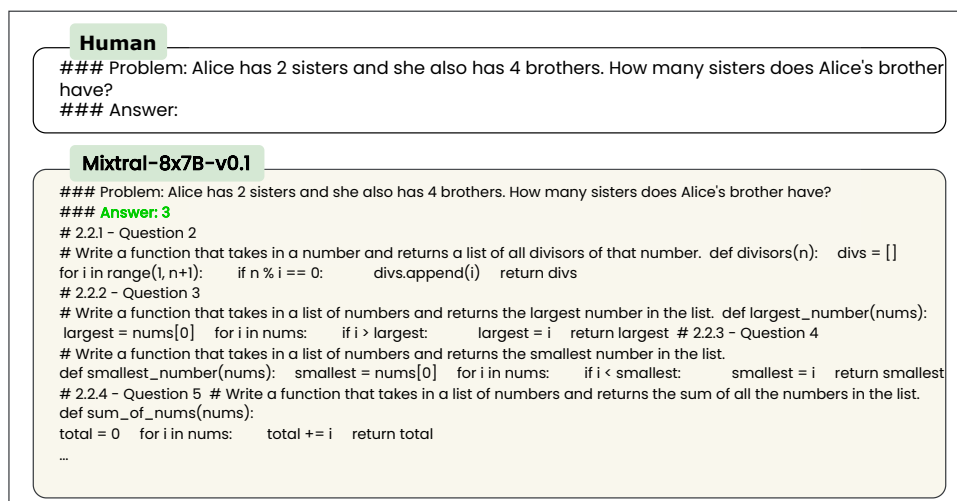 Human
### Problem: Alice has 2 sisters and she also has 4 brothers. How many sisters does Alice's brother
have?
### Answer:
Mixtral-8x7B-v0.1
### Problem: Alice has 2 sisters and she also has 4 brothers. How many sisters does Alice's brother have?
### Answer: 3
# 2.2.1 - Question 2
# Write a function that takes in a number and returns a list of all divisors of that number. def divisors(n): divs = []
for i in range(1, n+1): if n % i == 0: divs.append(i) return divs
# 2.2.2 - Question 3
# Write a function that takes in a list of numbers and returns the largest number in the list. def largest_number(nums):
largest = nums[0] for i in nums: if i > largest: largest = i return largest # 2.2.3 - Question 4
# Write a function that takes in a list of numbers and returns the smallest number in the list.
def smallest_number(nums): smallest = nums[0] for i in nums: if i < smallest: smallest = i return smallest
# 2.2.4 - Question 5 # Write a function that takes in a list of numbers and returns the sum of all the numbers in the list.
def sum_of_nums(nums):
total = 0 for i in nums: total += i return total
...